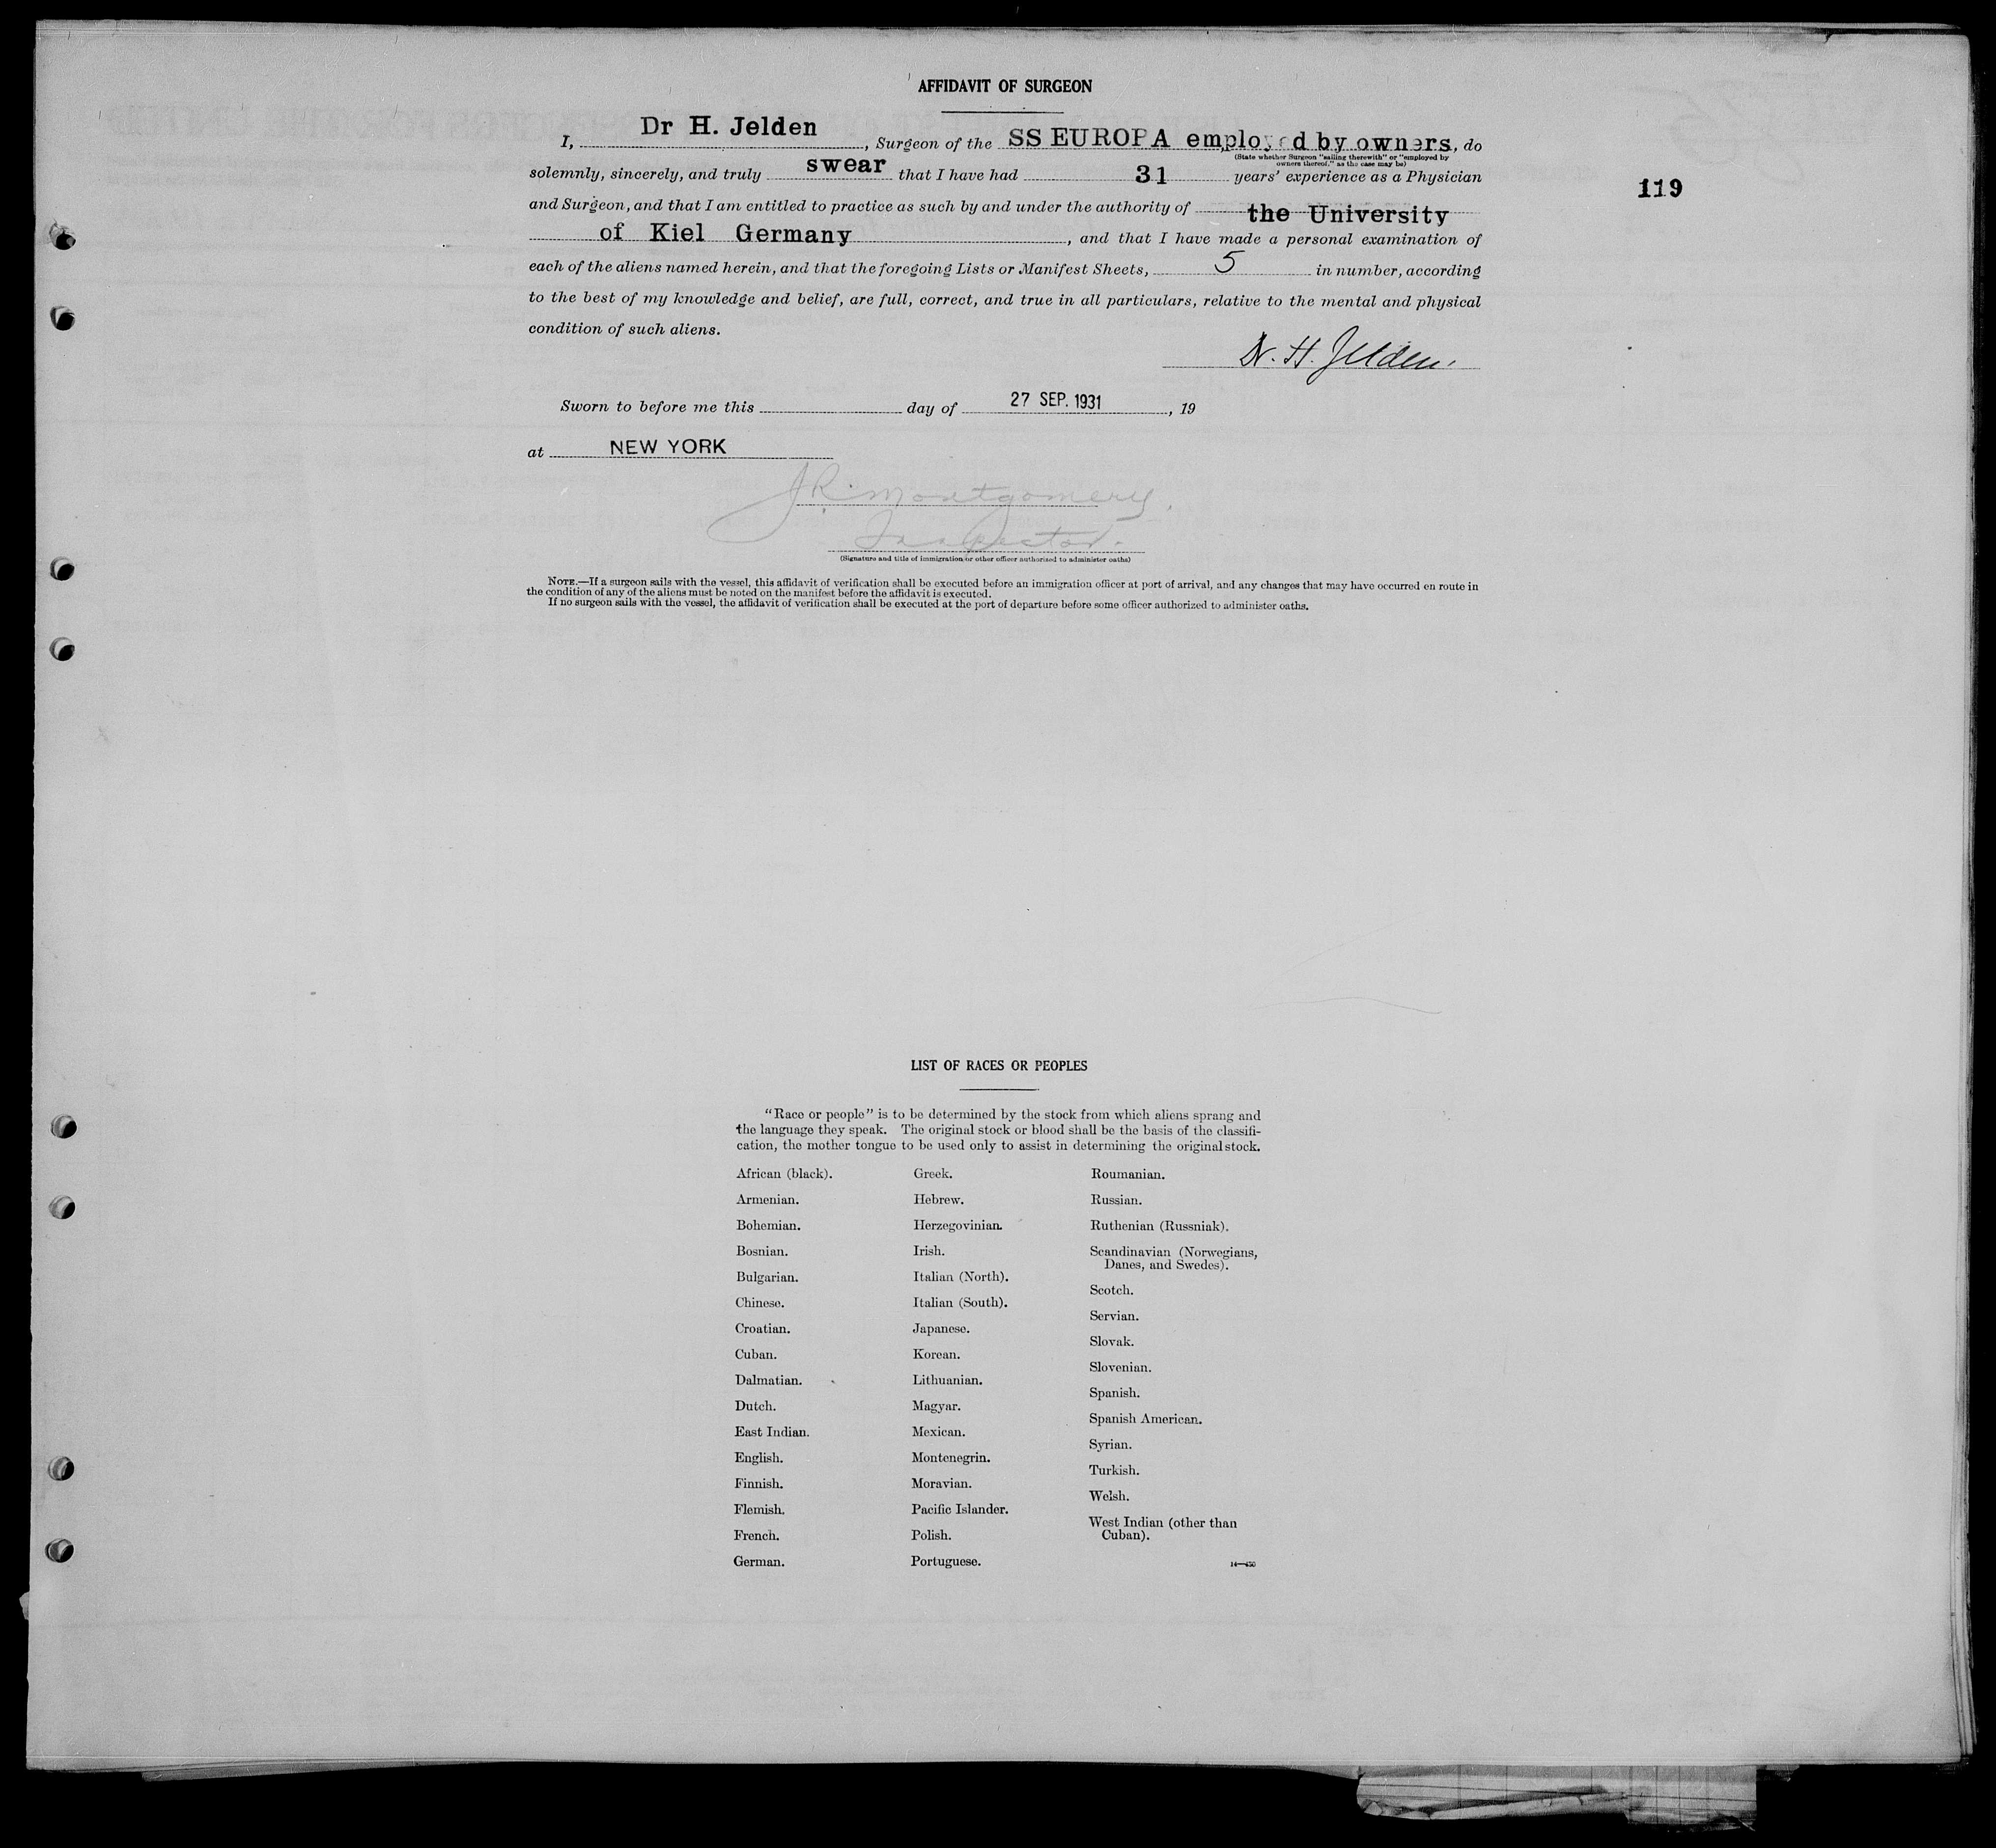 AFFIDAVIT OF SURGEON
I, Dr H. Jelden, Surgeon of the SS EUROPA employed by owners, do
(State whether Surgeon "sailing therewith" or "employed by
owners thereof," as the case may be)
solemnly, sincerely, and truly swear that I have had 31 years' experience as a Physician
119
and Surgeon, and that I am entitled to practice as such by and under the authority of the University
of Kiel Germany, and that I have made a personal examination of
each of the aliens named herein, and that the foregoing Lists or Manifest Sheets, 5 in number, according
to the best of my knowledge and belief, are full, correct, and true in all particulars, relative to the mental and physical
condition of such aliens.
Dr. H. Jelden.
Sworn to before me this day of 27 SEP. 1931, 19
at NEW YORK
J.R. Montgomery.
Inspector.
(Signature and title of immigration or other officer authorized to administer oaths)
NOTE.—If a surgeon sails with the vessel, this affidavit of verification shall be executed before an immigration officer at port of arrival, and any changes that may have occurred en route in
the condition of any of the aliens must be noted on the manifest before the affidavit is executed.
If no surgeon sails with the vessel, the affidavit of verification shall be executed at the port of departure before some officer authorized to administer oaths.
LIST OF RACES OR PEOPLES
"Race or people" is to be determined by the stock from which aliens sprang and
the language they speak. The original stock or blood shall be the basis of the classifi-
cation, the mother tongue to be used only to assist in determining the original stock.
African (black).
Armenian.
Bohemian.
Bosnian.
Bulgarian.
Chinese.
Croatian.
Cuban.
Dalmatian.
Dutch.
East Indian.
English.
Finnish.
Flemish.
French.
German.
Greek.
Hebrew.
Herzegovinian.
Irish.
Italian (North).
Italian (South).
Japanese.
Korean.
Lithuanian.
Magyar.
Mexican.
Montenegrin.
Moravian.
Pacific Islander.
Polish.
Portuguese.
Roumanian.
Russian.
Ruthenian (Russniak).
Scandinavian (Norwegians,
Danes, and Swedes).
Scotch.
Servian.
Slovak.
Slovenian.
Spanish.
Spanish American.
Syrian.
Turkish.
Welsh.
West Indian (other than
Cuban).